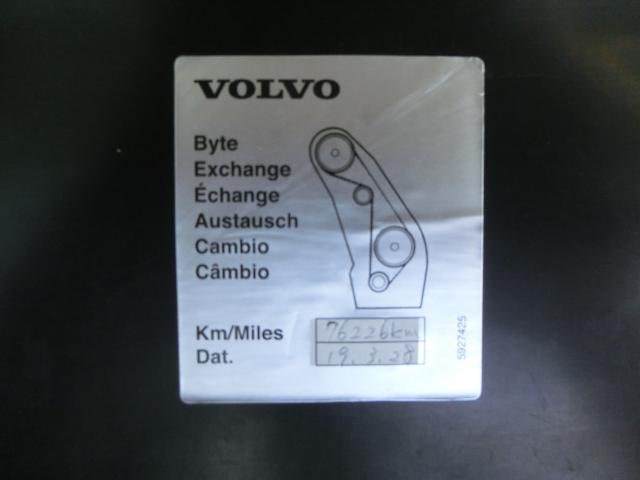 VOLVO
Byte
Exchange
Échange
Austausch
Cambio
Câmbio
Km/Miles 76226km
Dat. 19.3.28
5927425